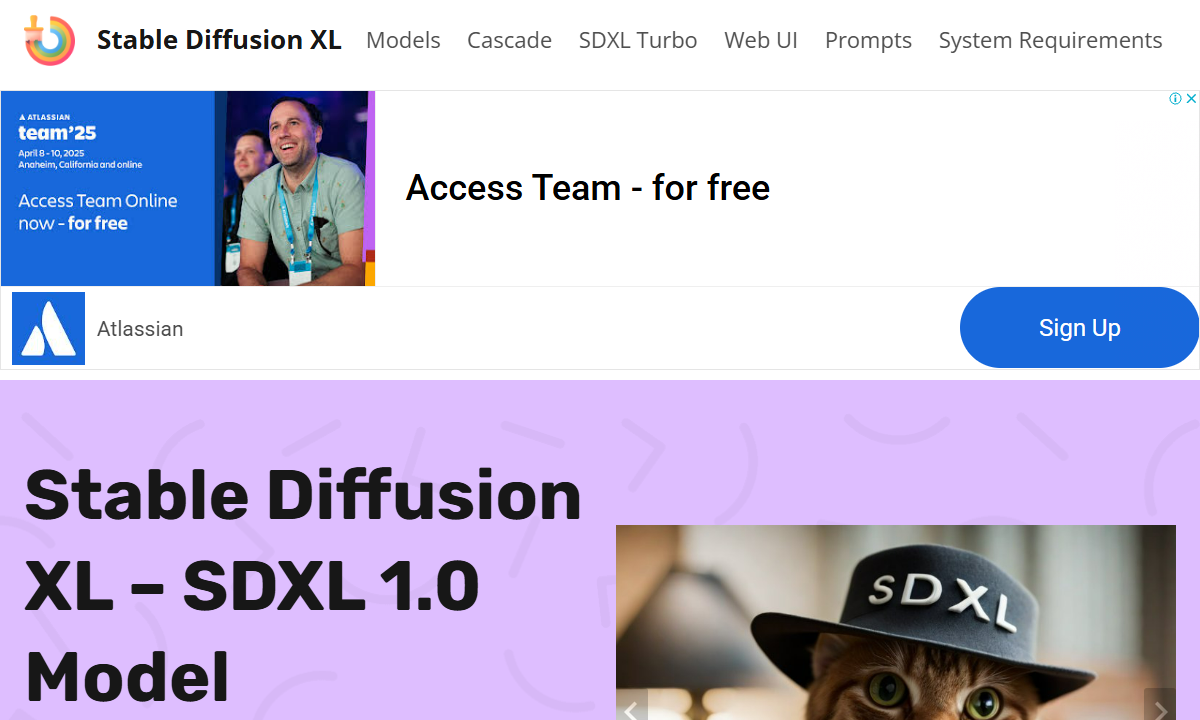 Stable Diffusion XL Models Cascade SDXL Turbo Web UI Prompts System Requirements
ATLASSIAN
team'25
April 8 - 10, 2025
Anaheim, California and online
Access Team Online
now - for free
Access Team - for free
Atlassian
Sign Up
Stable Diffusion
XL – SDXL 1.0
Model
SDXL